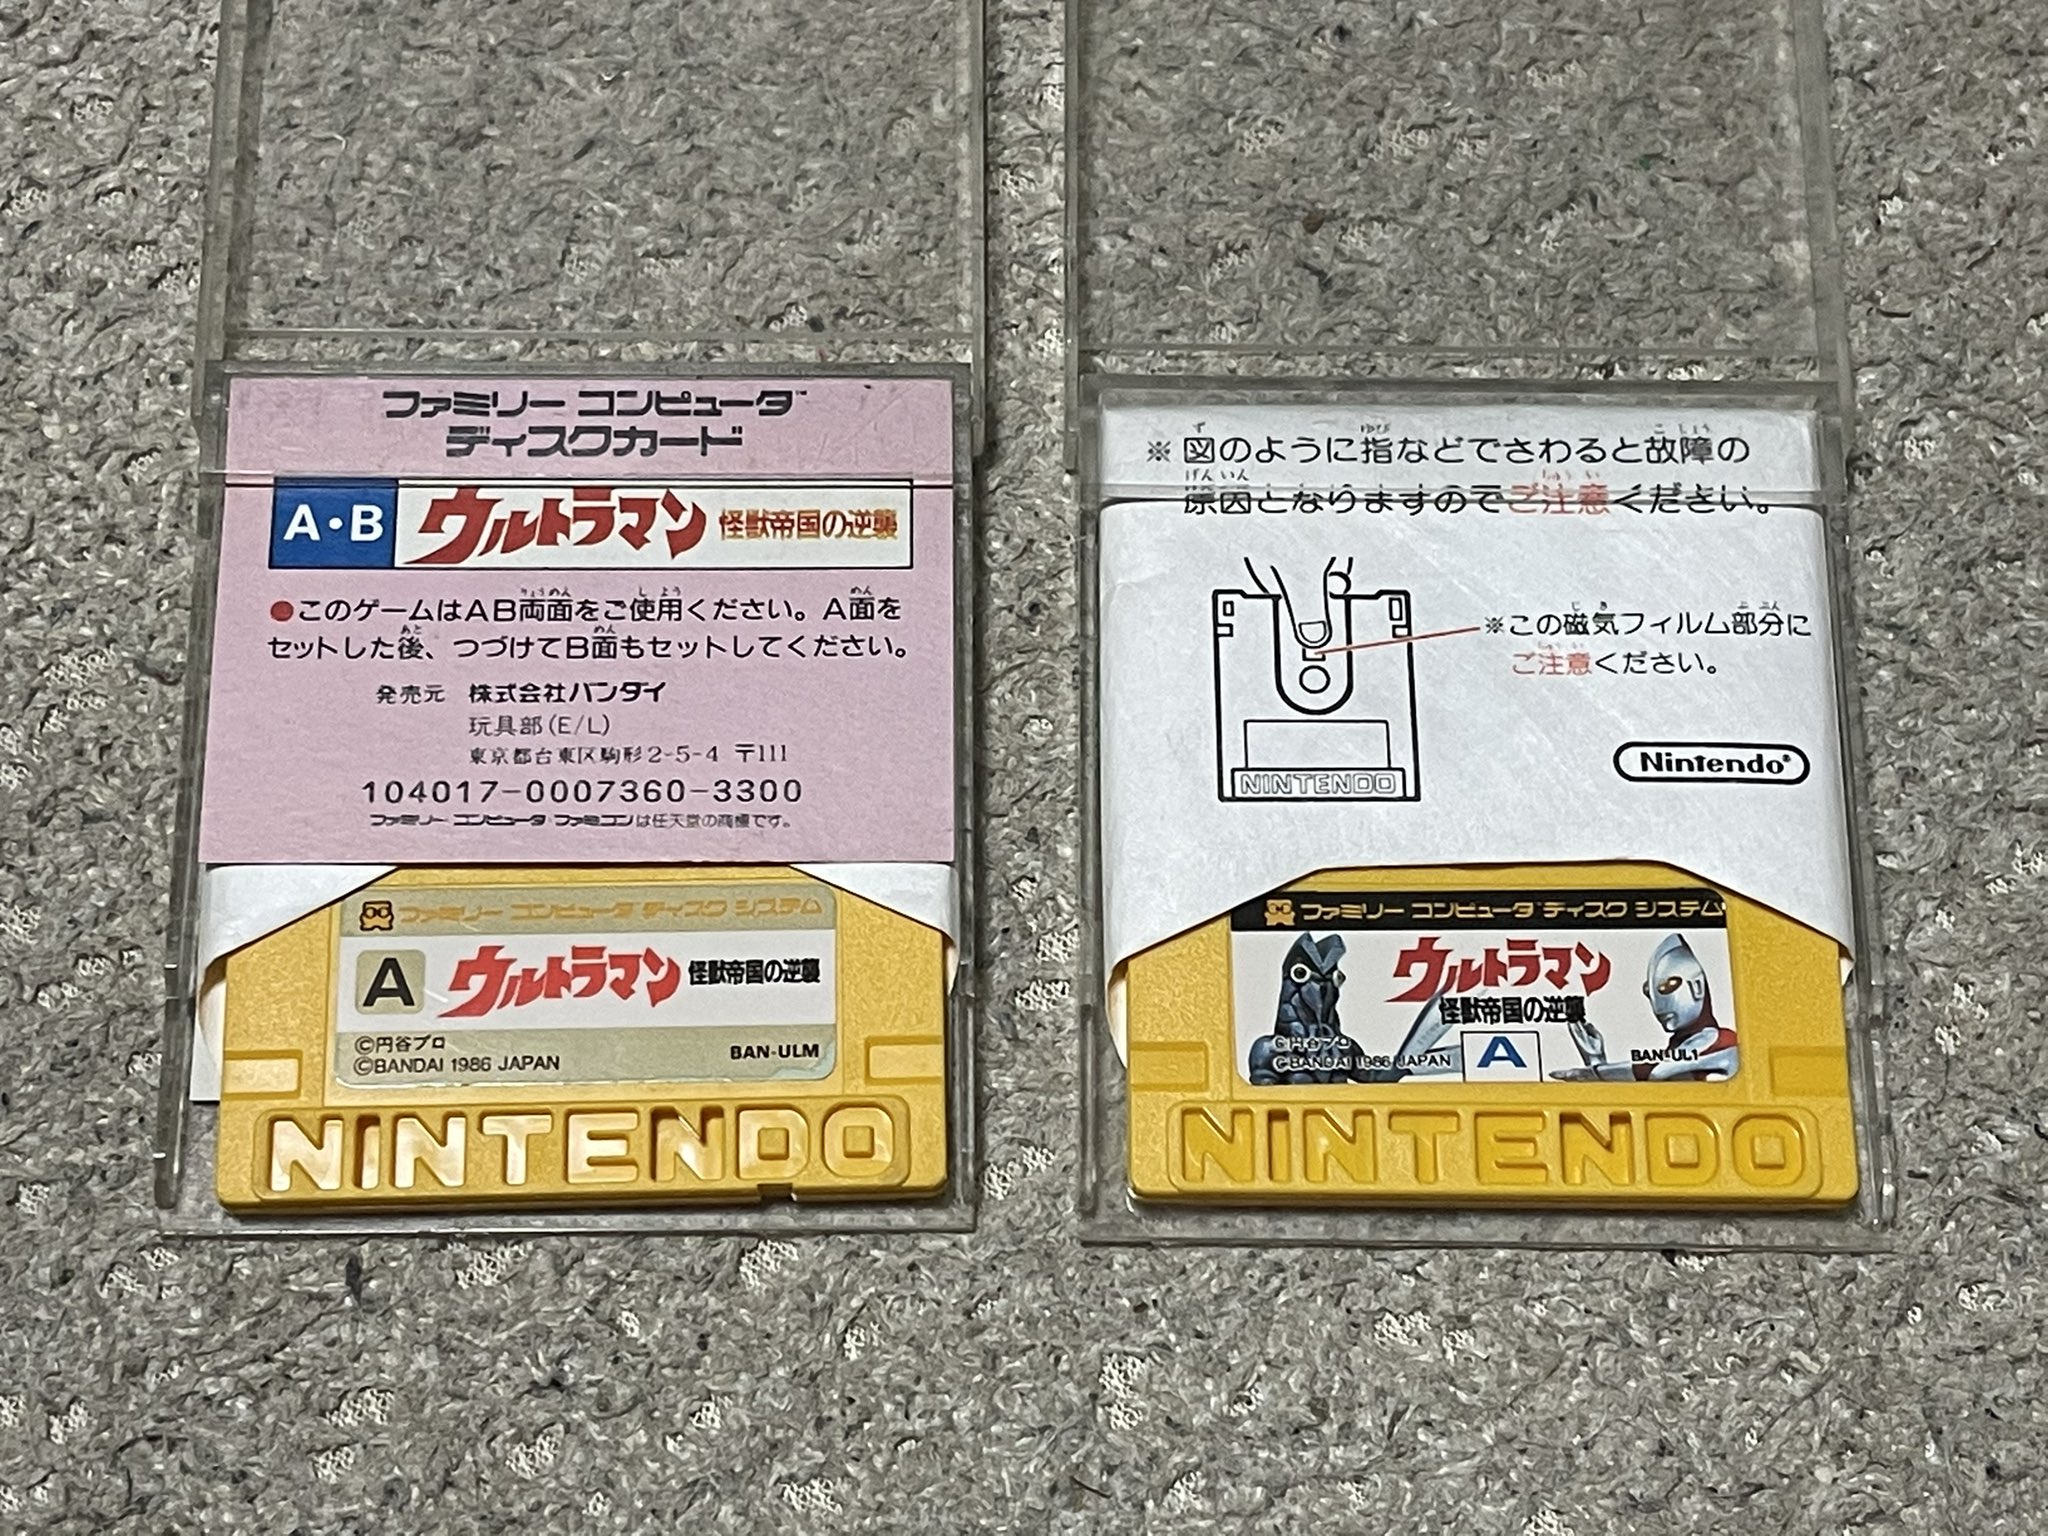 ファミリー コンピュータ™
ディスクカード
A・B ウルトラマン 怪獣帝国の逆襲
●このゲームはAB両面をご使用ください。A面を
セットした後、つづけてB面もセットしてください。
発売元 株式会社バンダイ
玩具部(E/L)
東京都台東区駒形2-5-4 〒111
104017-0007360-3300
ファミリー コンピュータ・ファミコンは任天堂の商標です。
ファミリー コンピュータ ディスク システム
A ウルトラマン 怪獣帝国の逆襲
©円谷プロ
©BANDAI 1986 JAPAN BAN-ULM
NINTENDO
※図のように指などでさわると故障の
原因となりますのでご注意ください。
※この磁気フィルム部分に
ご注意ください。
NINTENDO
Nintendo®
ファミリー コンピュータ ディスク システム
ウルトラマン
怪獣帝国の逆襲
©円谷プロ
©BANDAI 1986 JAPAN A BAN-UL1
NINTENDO